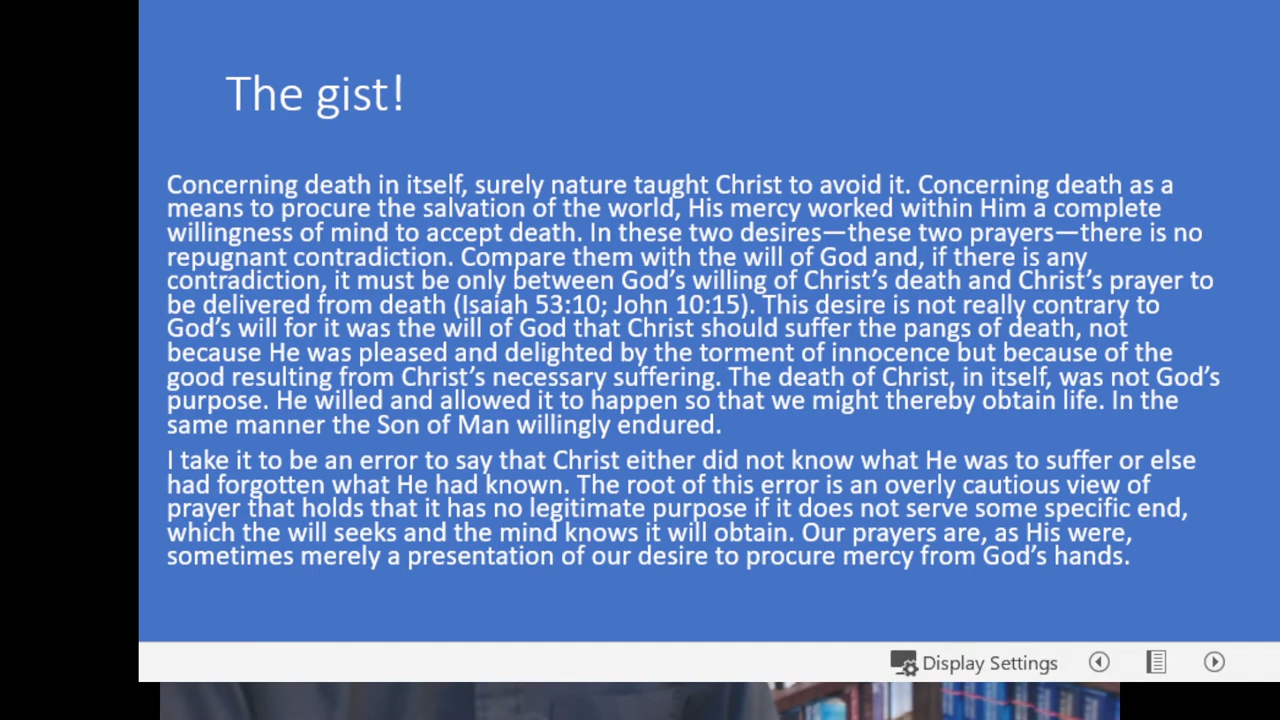 The gist!
Concerning death in itself, surely nature taught Christ to avoid it. Concerning death as a
means to procure the salvation of the world, His mercy worked within Him a complete
willingness of mind to accept death. In these two desires—these two prayers—there is no
repugnant contradiction. Compare them with the will of God and, if there is any
contradiction, it must be only between God's willing of Christ's death and Christ's prayer to
be delivered from death (Isaiah 53:10; John 10:15). This desire is not really contrary to
God's will for it was the will of God that Christ should suffer the pangs of death, not
because He was pleased and delighted by the torment of innocence but because of the
good resulting from Christ's necessary suffering. The death of Christ, in itself, was not God's
purpose. He willed and allowed it to happen so that we might thereby obtain life. In the
same manner the Son of Man willingly endured.
I take it to be an error to say that Christ either did not know what He was to suffer or else
had forgotten what He had known. The root of this error is an overly cautious view of
prayer that holds that it has no legitimate purpose if it does not serve some specific end,
which the will seeks and the mind knows it will obtain. Our prayers are, as His were,
sometimes merely a presentation of our desire to procure mercy from God's hands.
Display Settings